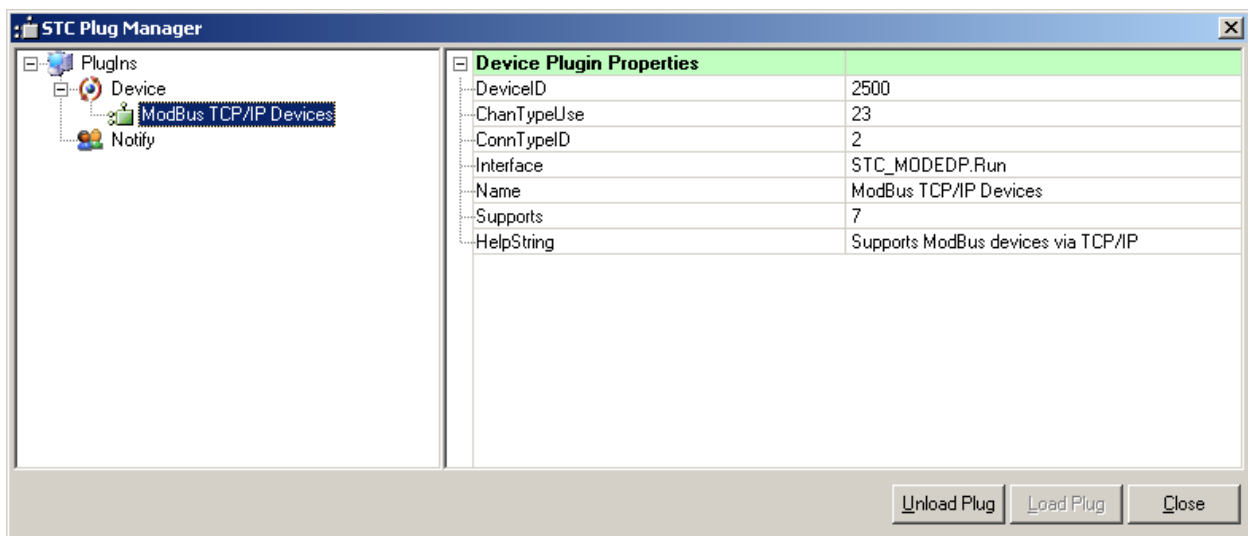 STC Plug Manager
PlugIns
Device
ModBus TCP/IP Devices
Notify
Device Plugin Properties
DeviceID 2500
ChanTypeUse 23
ConnTypeID 2
Interface STC_MODEDP.Run
Name ModBus TCP/IP Devices
Supports 7
HelpString Supports ModBus devices via TCP/IP
Unload Plug Load Plug Close